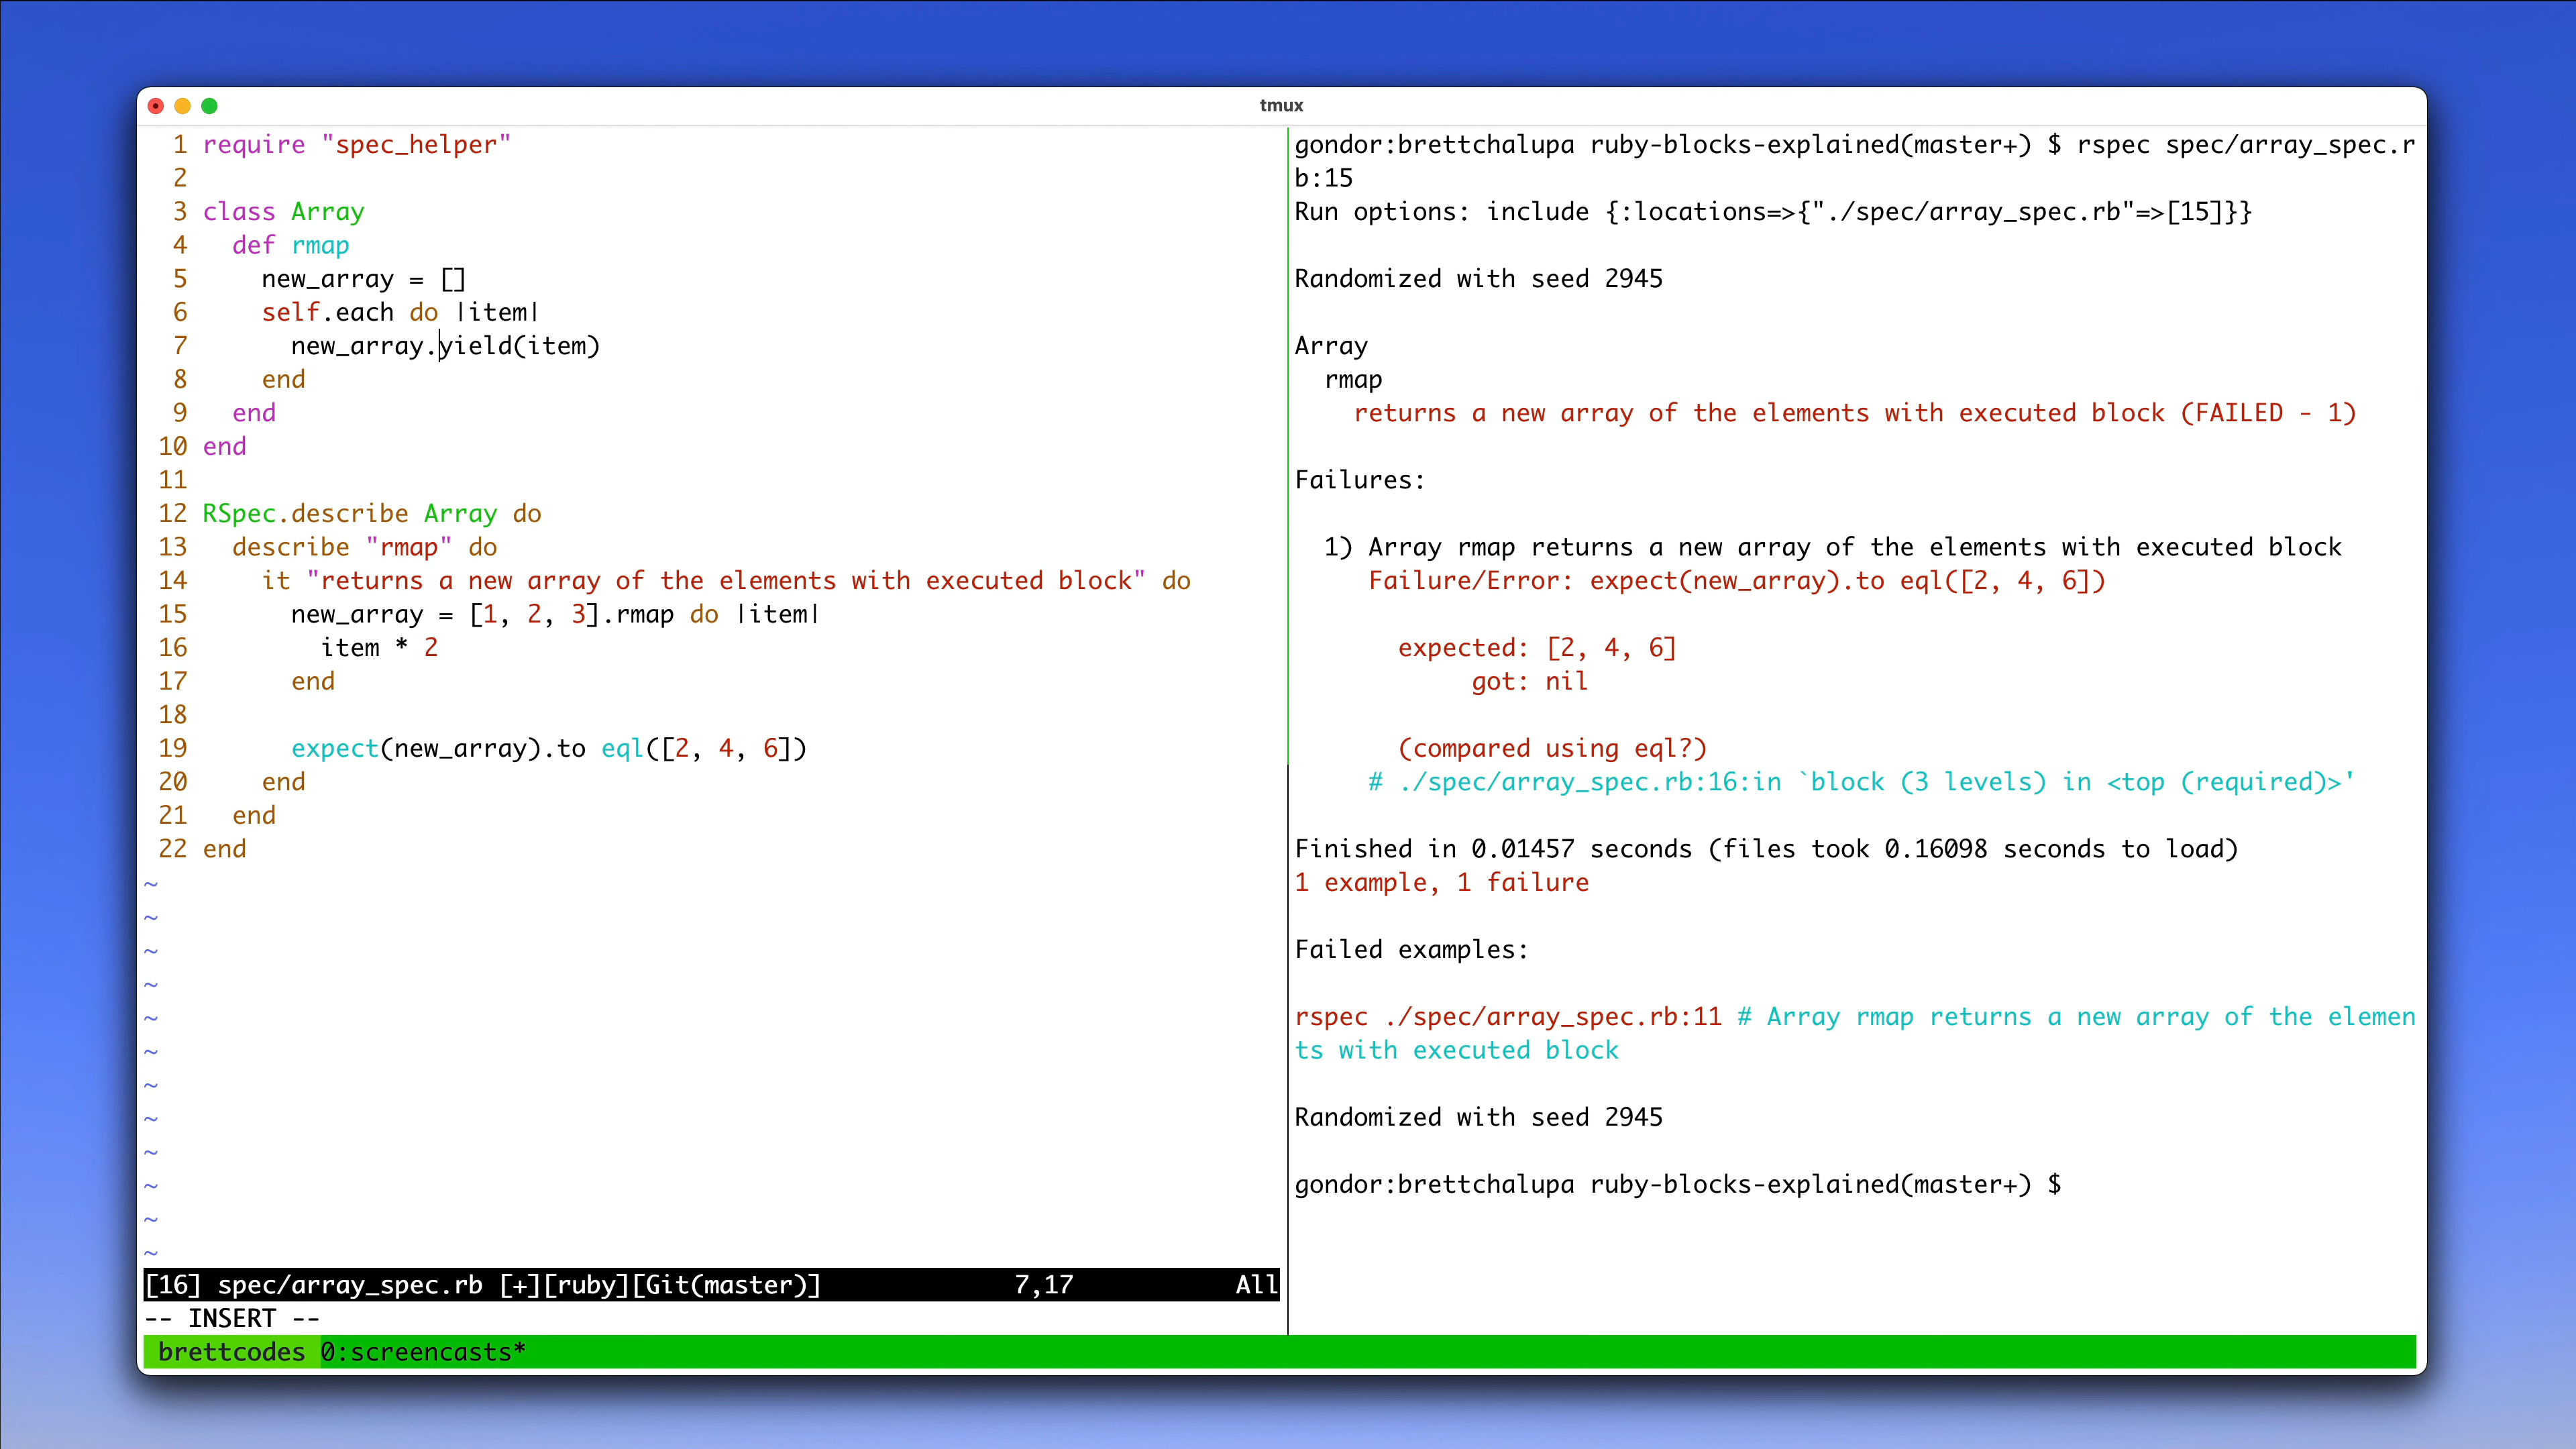 tmux
1 require "spec_helper"
2
3 class Array
4   def rmap
5     new_array = []
6     self.each do |item|
7       new_array.yield(item)
8     end
9   end
10 end
11
12 RSpec.describe Array do
13   describe "rmap" do
14     it "returns a new array of the elements with executed block" do
15       new_array = [1, 2, 3].rmap do |item|
16         item * 2
17       end
18
19       expect(new_array).to eql([2, 4, 6])
20     end
21   end
22 end
~
~
~
~
~
~
~
~
~
~
~
~
[16] spec/array_spec.rb [+][ruby][Git(master)] 7,17 All
-- INSERT --
gondor:brettchalupa ruby-blocks-explained(master+) $ rspec spec/array_spec.r
b:15
Run options: include {:locations=>{"./spec/array_spec.rb"=>[15]}}
Randomized with seed 2945
Array
  rmap
    returns a new array of the elements with executed block (FAILED - 1)
Failures:
  1) Array rmap returns a new array of the elements with executed block
     Failure/Error: expect(new_array).to eql([2, 4, 6])
       expected: [2, 4, 6]
            got: nil
       (compared using eql?)
     # ./spec/array_spec.rb:16:in `block (3 levels) in <top (required)>'
Finished in 0.01457 seconds (files took 0.16098 seconds to load)
1 example, 1 failure
Failed examples:
rspec ./spec/array_spec.rb:11 # Array rmap returns a new array of the elemen
ts with executed block
Randomized with seed 2945
gondor:brettchalupa ruby-blocks-explained(master+) $
brettcodes 0:screencasts*